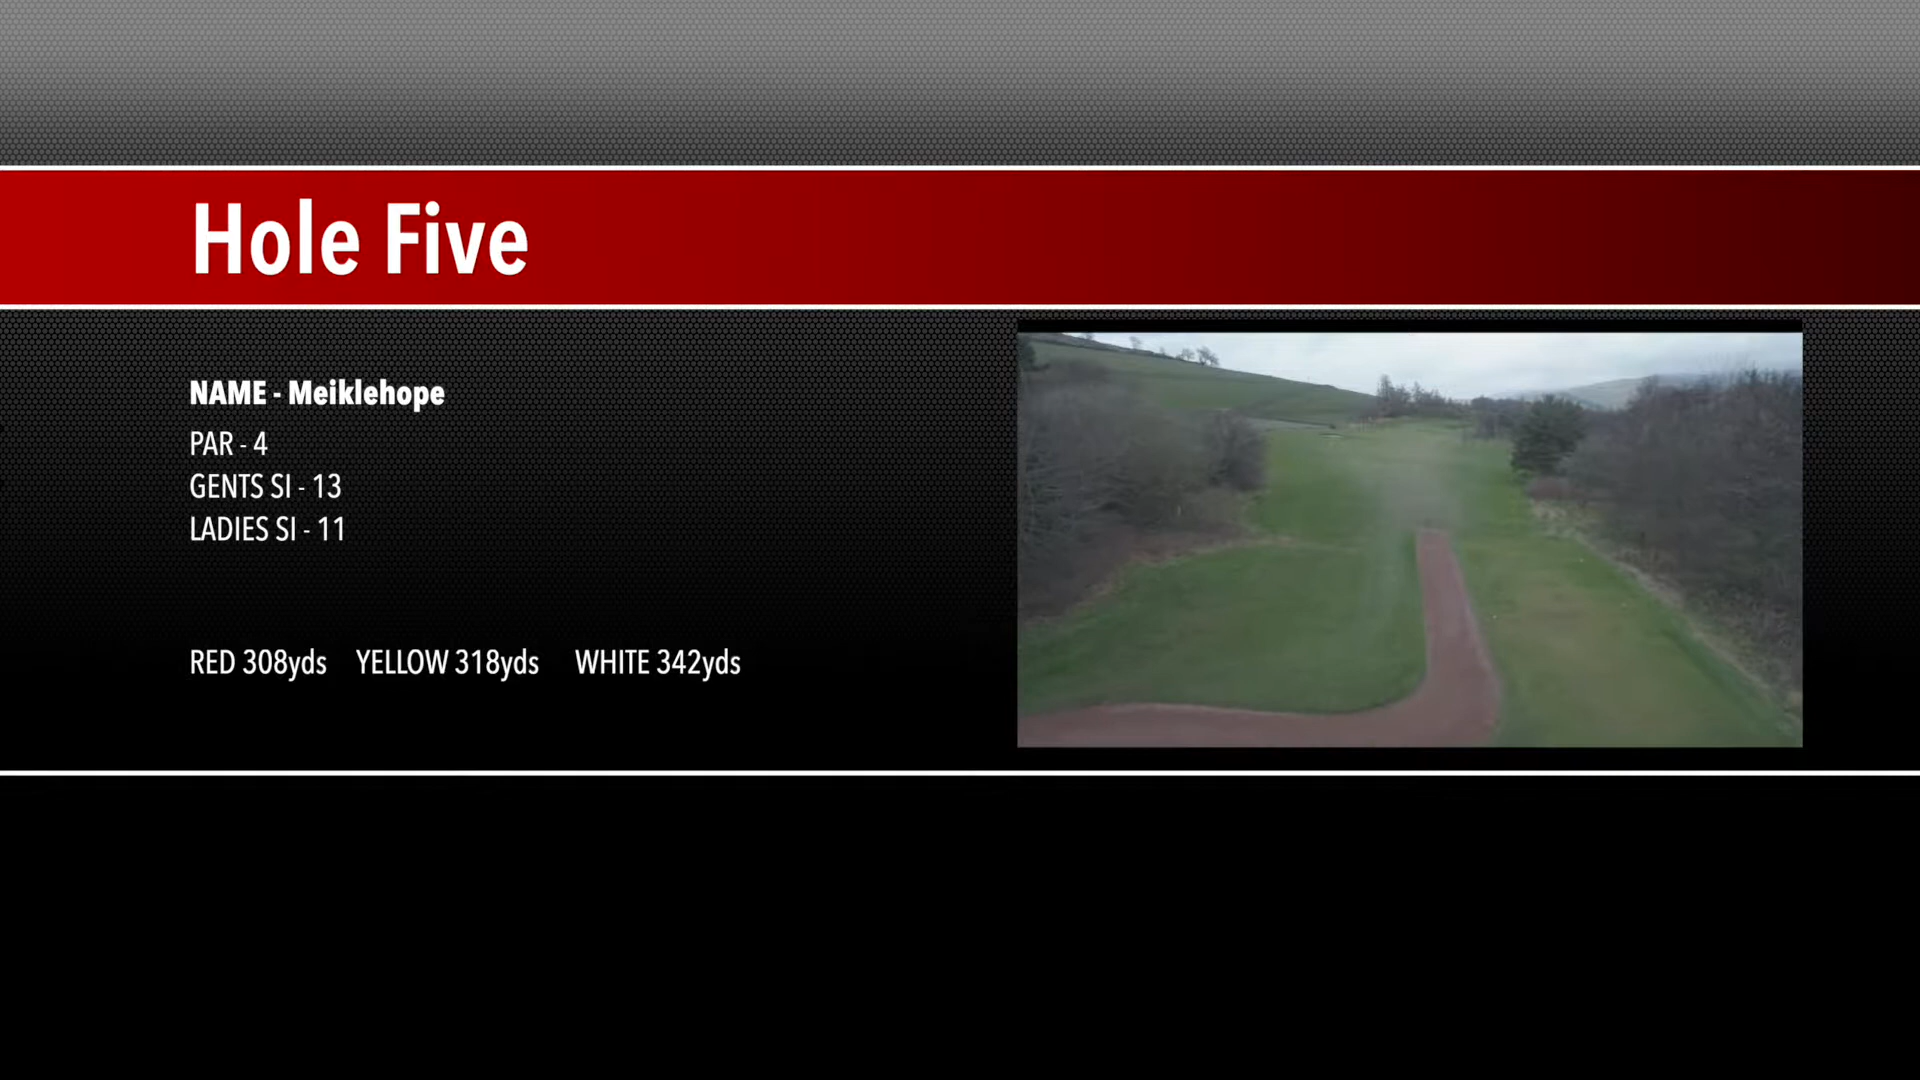 Hole Five
NAME - Meiklehope
PAR - 4
GENTS SI - 13
LADIES SI - 11
RED 308yds YELLOW 318yds WHITE 342yds